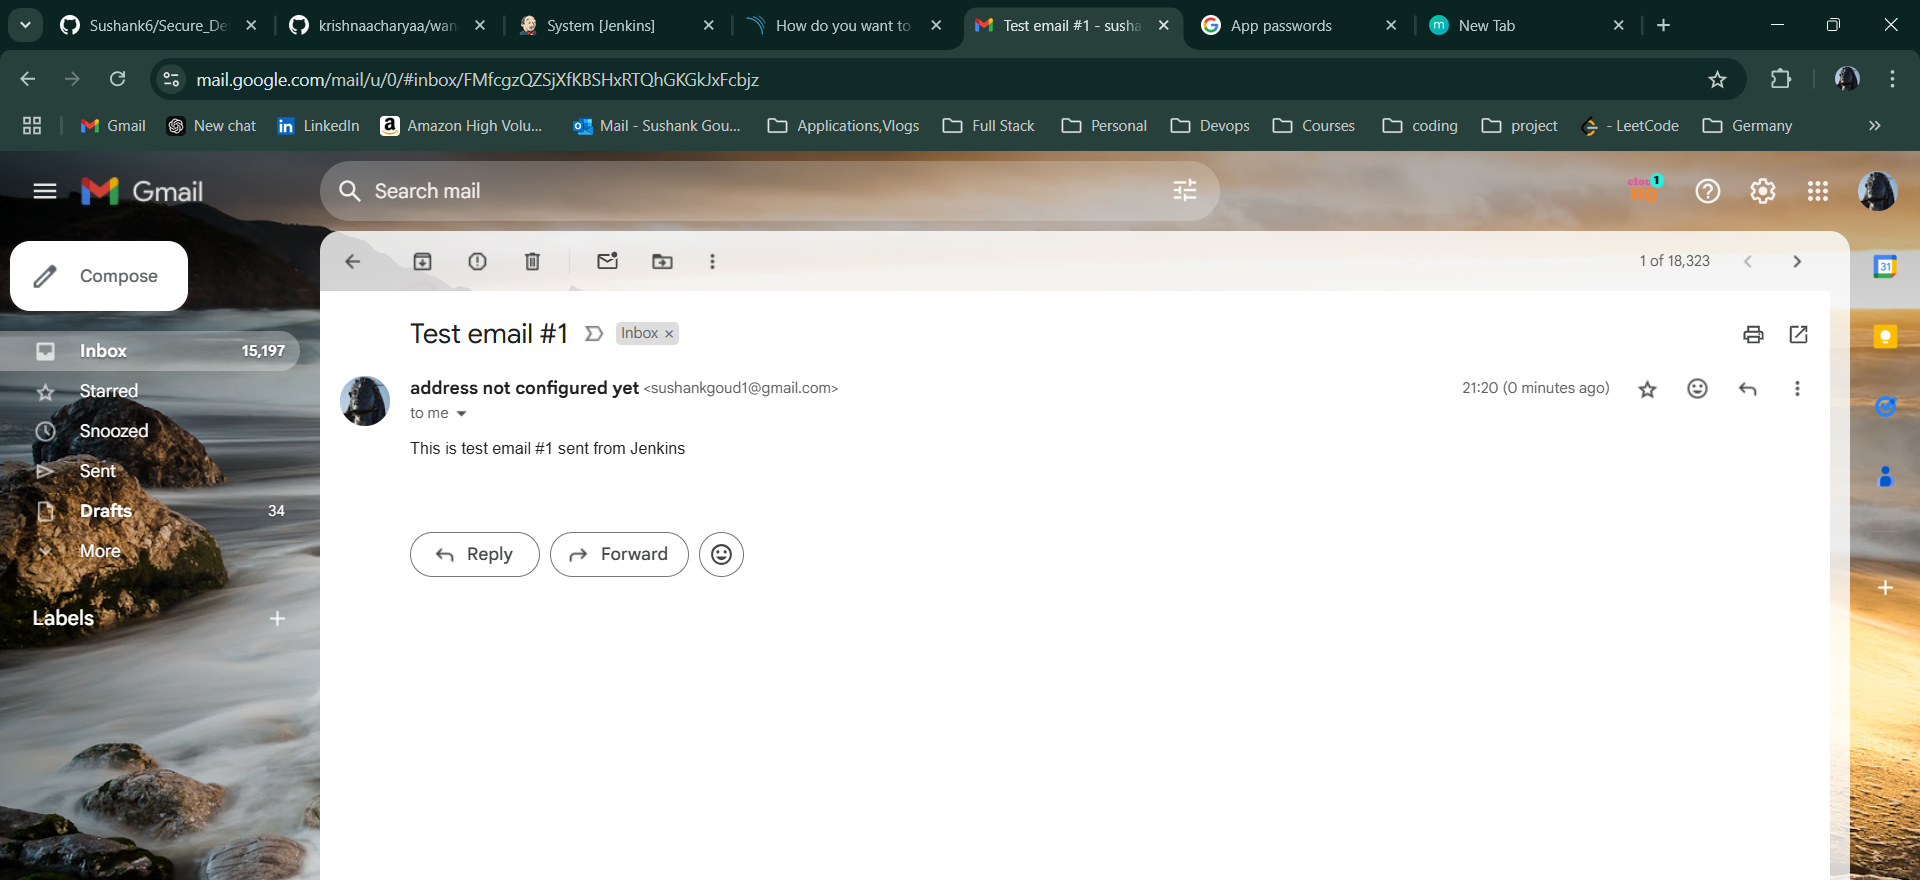 Sushank6/Secure_De
krishnaacharyaa/wan
System [Jenkins]
How do you want to
Test email #1 - susha
App passwords
New Tab
mail.google.com/mail/u/0/#inbox/FMfcgzQZSjXfKBSHxRTQhGKGkJxFcbjz
Gmail
New chat
LinkedIn
Amazon High Volu...
Mail - Sushank Gou...
Applications,Vlogs
Full Stack
Personal
Devops
Courses
coding
project
- LeetCode
Germany
Gmail
Search mail
1
Compose
1 of 18,323
31
Inbox 15,197
Starred
Snoozed
Sent
Drafts 34
More
Labels
Test email #1
Inbox
address not configured yet <sushankgoud1@gmail.com>
21:20 (0 minutes ago)
to me
This is test email #1 sent from Jenkins
Reply
Forward